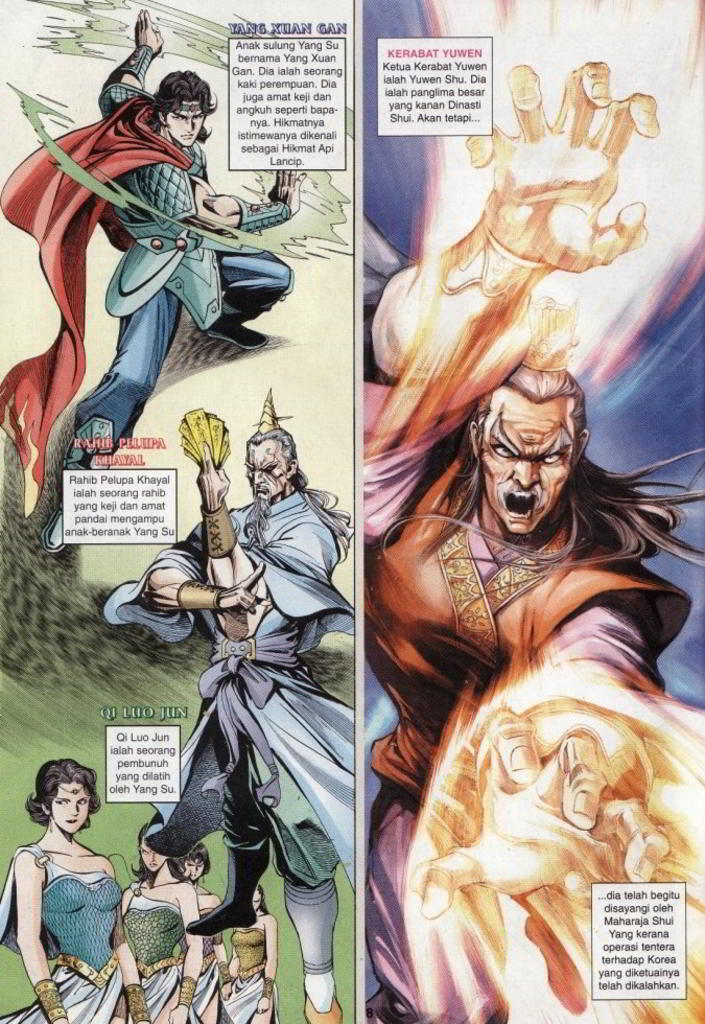 YANG XUAN GAN
Anak sulung Yang Su
bernama Yang Xuan
Gan. Dia ialah seorang
kaki perempuan. Dia
juga amat keji dan
angkuh seperti bapa-
nya. Hikmat
istimewanya dikenali
sebagai Hikmat Api
Lancip.
RAHIB PELUPA
KHAYAL
Rahib Pelupa Khayal
ialah seorang rahib
yang keji dan amat
pandai mengampu
anak-beranak Yang Su
QI LUO JUN
Qi Luo Jun
ialah seorang
pembunuh
yang dilatih
oleh Yang Su.
KERABAT YUWEN
Ketua Kerabat Yuwen
ialah Yuwen Shu. Dia
ialah panglima besar
yang kanan Dinasti
Shui. Akan tetapi...
...dia telah begitu
disayangi oleh
Maharaja Shui
Yang kerana
operasi tentera
terhadap Korea
yang diketuainya
telah dikalahkan.
8